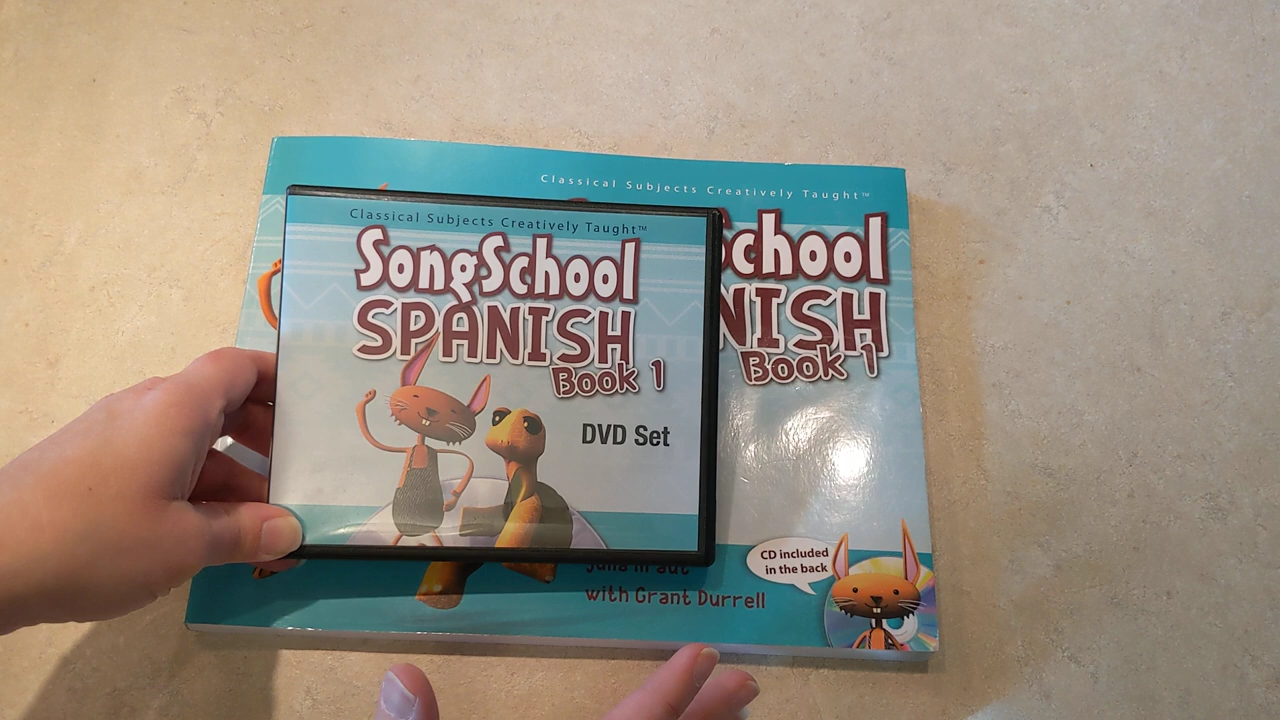 Classical Subjects Creatively Taught™
Classical Subjects Creatively Taught™
SongSchool
SPANISH
Book 1
DVD Set
School
NISH
Book 1
CD included
in the back
with Grant Durrell